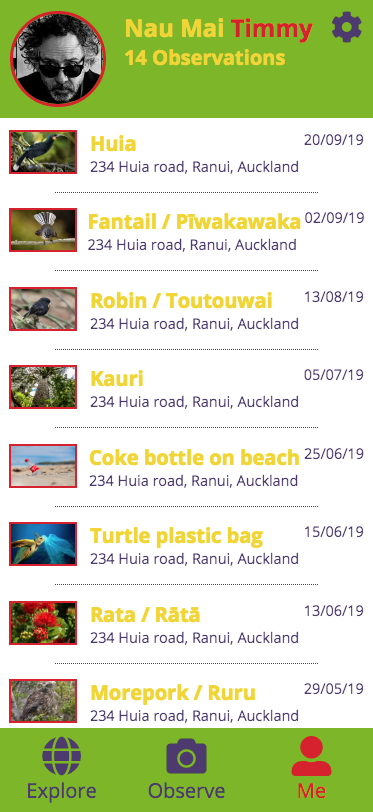 Nau Mai Timmy
14 Observations
Huia 20/09/19
234 Huia road, Ranui, Auckland
Fantail / Pīwakawaka 02/09/19
234 Huia road, Ranui, Auckland
Robin / Toutouwai 13/08/19
234 Huia road, Ranui, Auckland
Kauri 05/07/19
234 Huia road, Ranui, Auckland
Coke bottle on beach 25/06/19
234 Huia road, Ranui, Auckland
Turtle plastic bag 15/06/19
234 Huia road, Ranui, Auckland
Rata / Rātā 13/06/19
234 Huia road, Ranui, Auckland
Morepork / Ruru 29/05/19
234 Huia road, Ranui, Auckland
Explore Observe Me